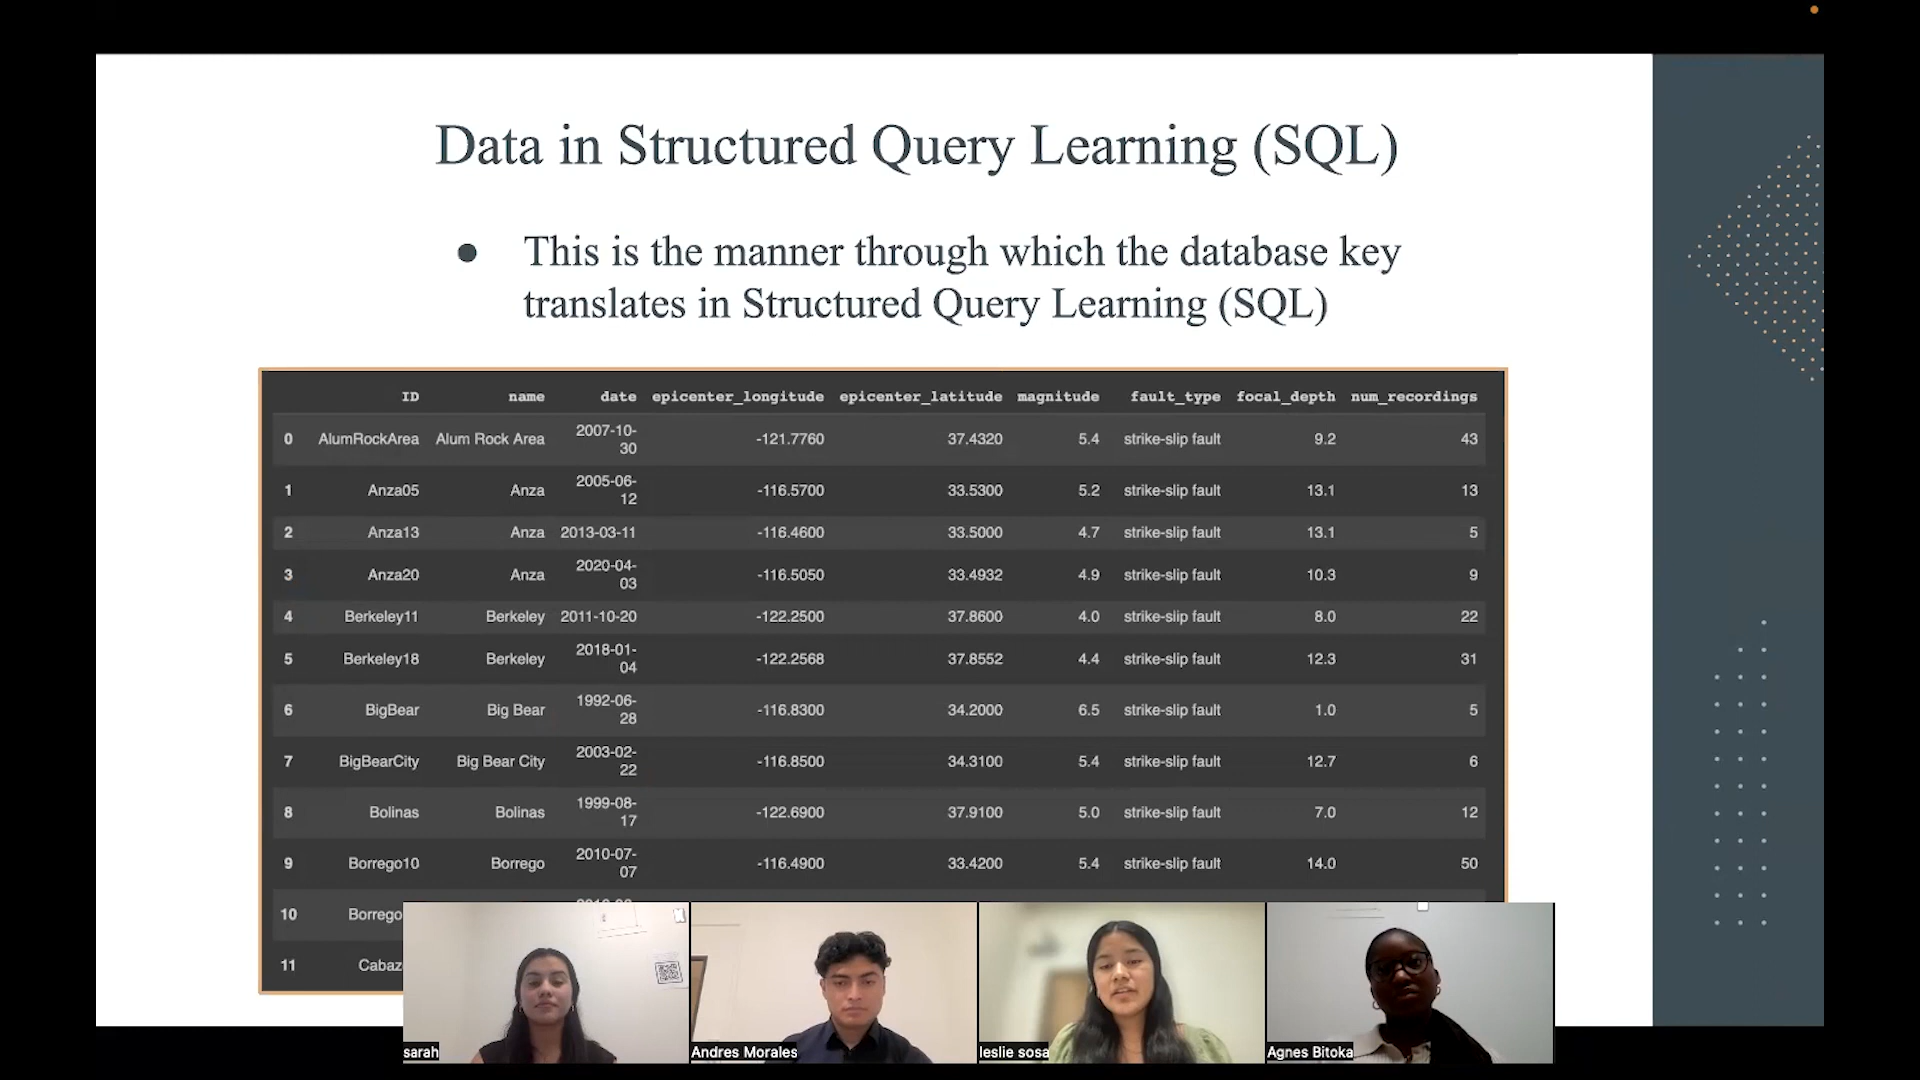 Data in Structured Query Learning (SQL)
● This is the manner through which the database key
translates in Structured Query Learning (SQL)
ID name date epicenter_longitude epicenter_latitude magnitude fault_type focal_depth num_recordings
0 AlumRockArea Alum Rock Area 2007-10-30 -121.7760 37.4320 5.4 strike-slip fault 9.2 43
1 Anza05 Anza 2005-06-12 -116.5700 33.5300 5.2 strike-slip fault 13.1 13
2 Anza13 Anza 2013-03-11 -116.4600 33.5000 4.7 strike-slip fault 13.1 5
3 Anza20 Anza 2020-04-03 -116.5050 33.4932 4.9 strike-slip fault 10.3 9
4 Berkeley11 Berkeley 2011-10-20 -122.2500 37.8600 4.0 strike-slip fault 8.0 22
5 Berkeley18 Berkeley 2018-01-04 -122.2568 37.8552 4.4 strike-slip fault 12.3 31
6 BigBear Big Bear 1992-06-28 -116.8300 34.2000 6.5 strike-slip fault 1.0 5
7 BigBearCity Big Bear City 2003-02-22 -116.8500 34.3100 5.4 strike-slip fault 12.7 6
8 Bolinas Bolinas 1999-08-17 -122.6900 37.9100 5.0 strike-slip fault 7.0 12
9 Borrego10 Borrego 2010-07-07 -116.4900 33.4200 5.4 strike-slip fault 14.0 50
10 Borrego
11 Cabaz
sarah
Andres Morales
leslie sosa
Agnes Bitoka